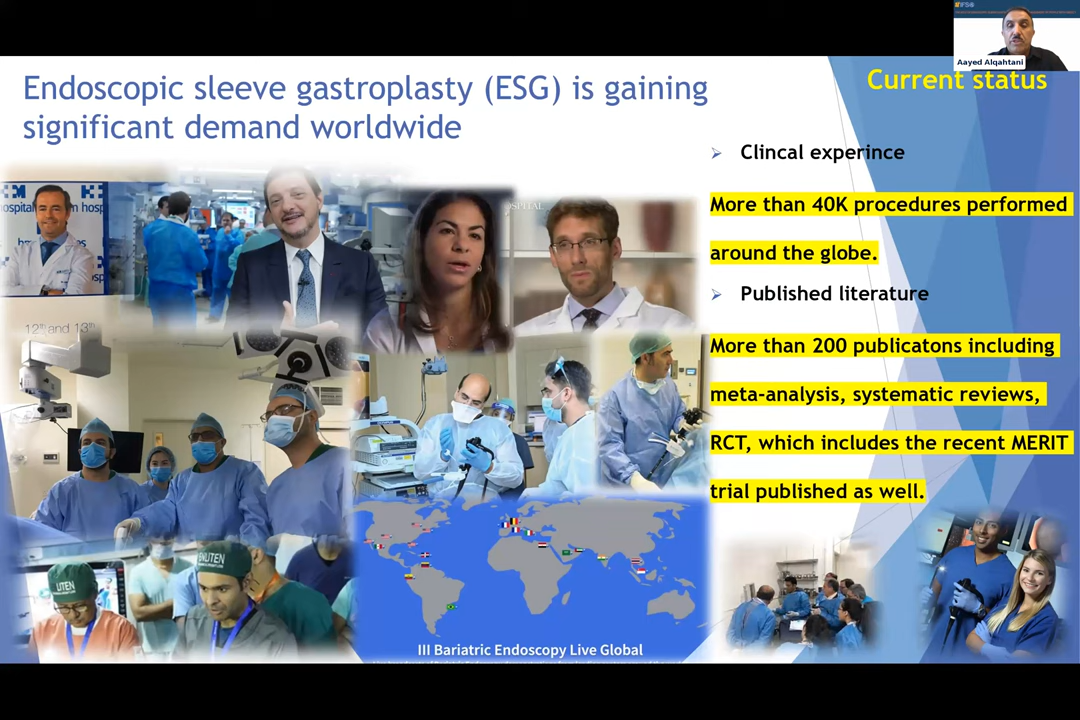 IFSO
Aayed Alqahtani
Endoscopic sleeve gastroplasty (ESG) is gaining
significant demand worldwide
Current status
Clincal experince
More than 40K procedures performed
around the globe.
Published literature
More than 200 publicatons including
meta-analysis, systematic reviews,
RCT, which includes the recent MERIT
trial published as well.
12th and 13th
III Bariatric Endoscopy Live Global